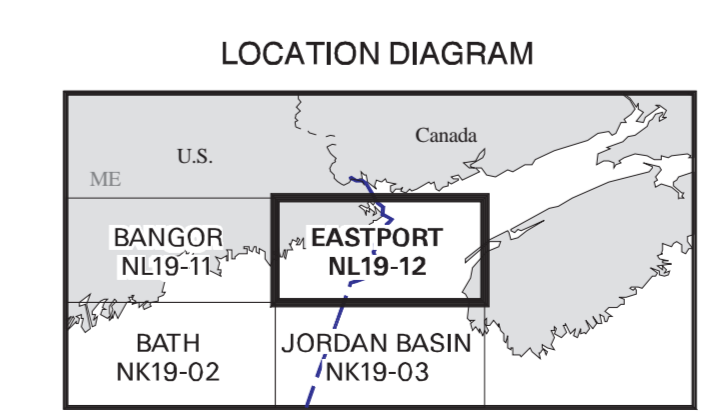 LOCATION DIAGRAM
Canada
U.S.
ME
BANGOR
NL19-11
EASTPORT
NL19-12
BATH
NK19-02
JORDAN BASIN
NK19-03